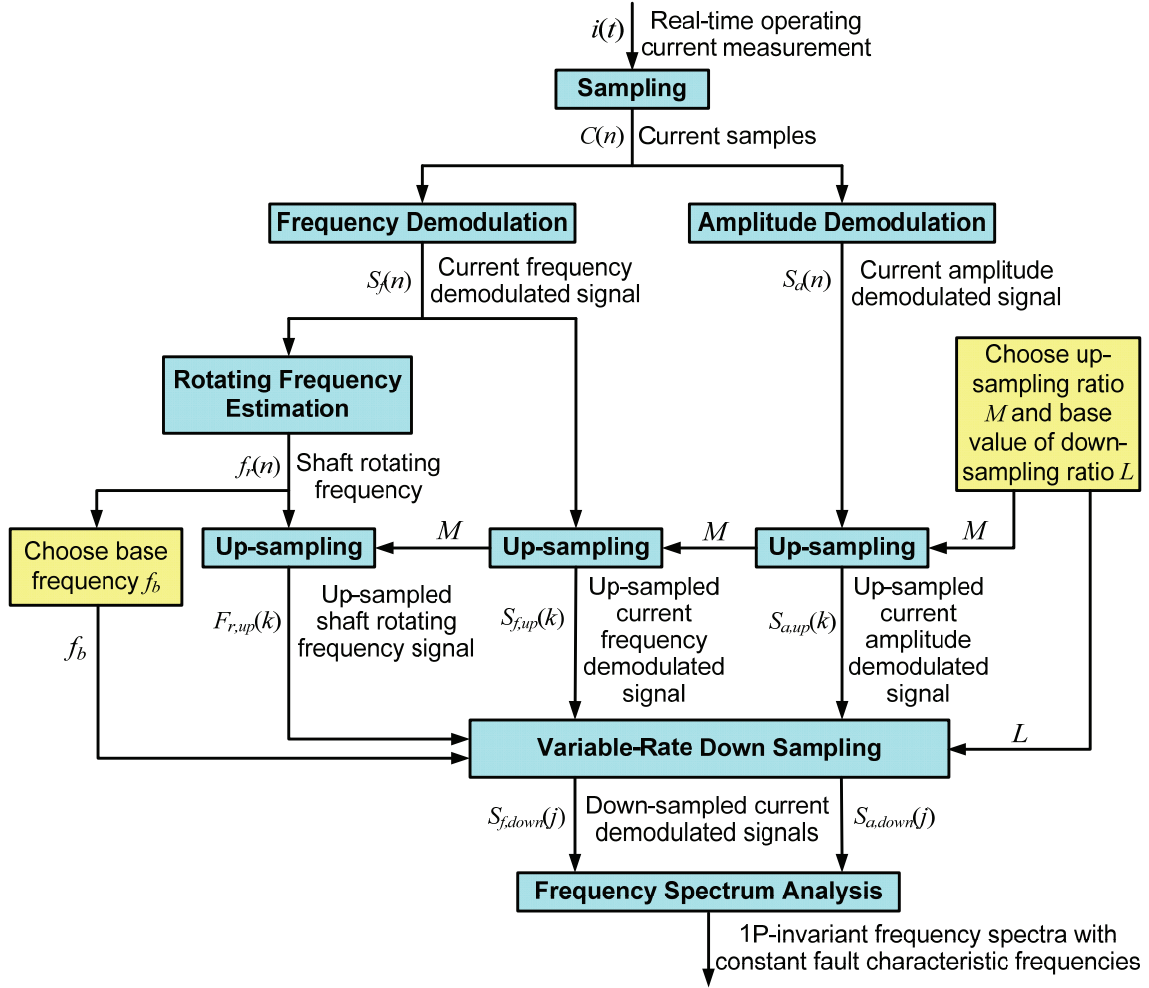 i(t)
Real-time operating
current measurement
Sampling
C(n)
Current samples
Frequency Demodulation
Amplitude Demodulation
Sf(n)
Current frequency
demodulated signal
Sa(n)
Current amplitude
demodulated signal
Rotating Frequency
Estimation
Choose up-
sampling ratio
M and base
value of down-
sampling ratio L
fr(n)
Shaft rotating
frequency
Choose base
frequency fb
Up-sampling
M
Up-sampling
M
Up-sampling
M
fb
Fr,up(k)
Up-sampled
shaft rotating
frequency signal
Sf,up(k)
Up-sampled
current
frequency
demodulated
signal
Sa,up(k)
Up-sampled
current
amplitude
demodulated
signal
Variable-Rate Down Sampling
L
Sf,down(j)
Down-sampled current
demodulated signals
Sa,down(j)
Frequency Spectrum Analysis
1P-invariant frequency spectra with
constant fault characteristic frequencies